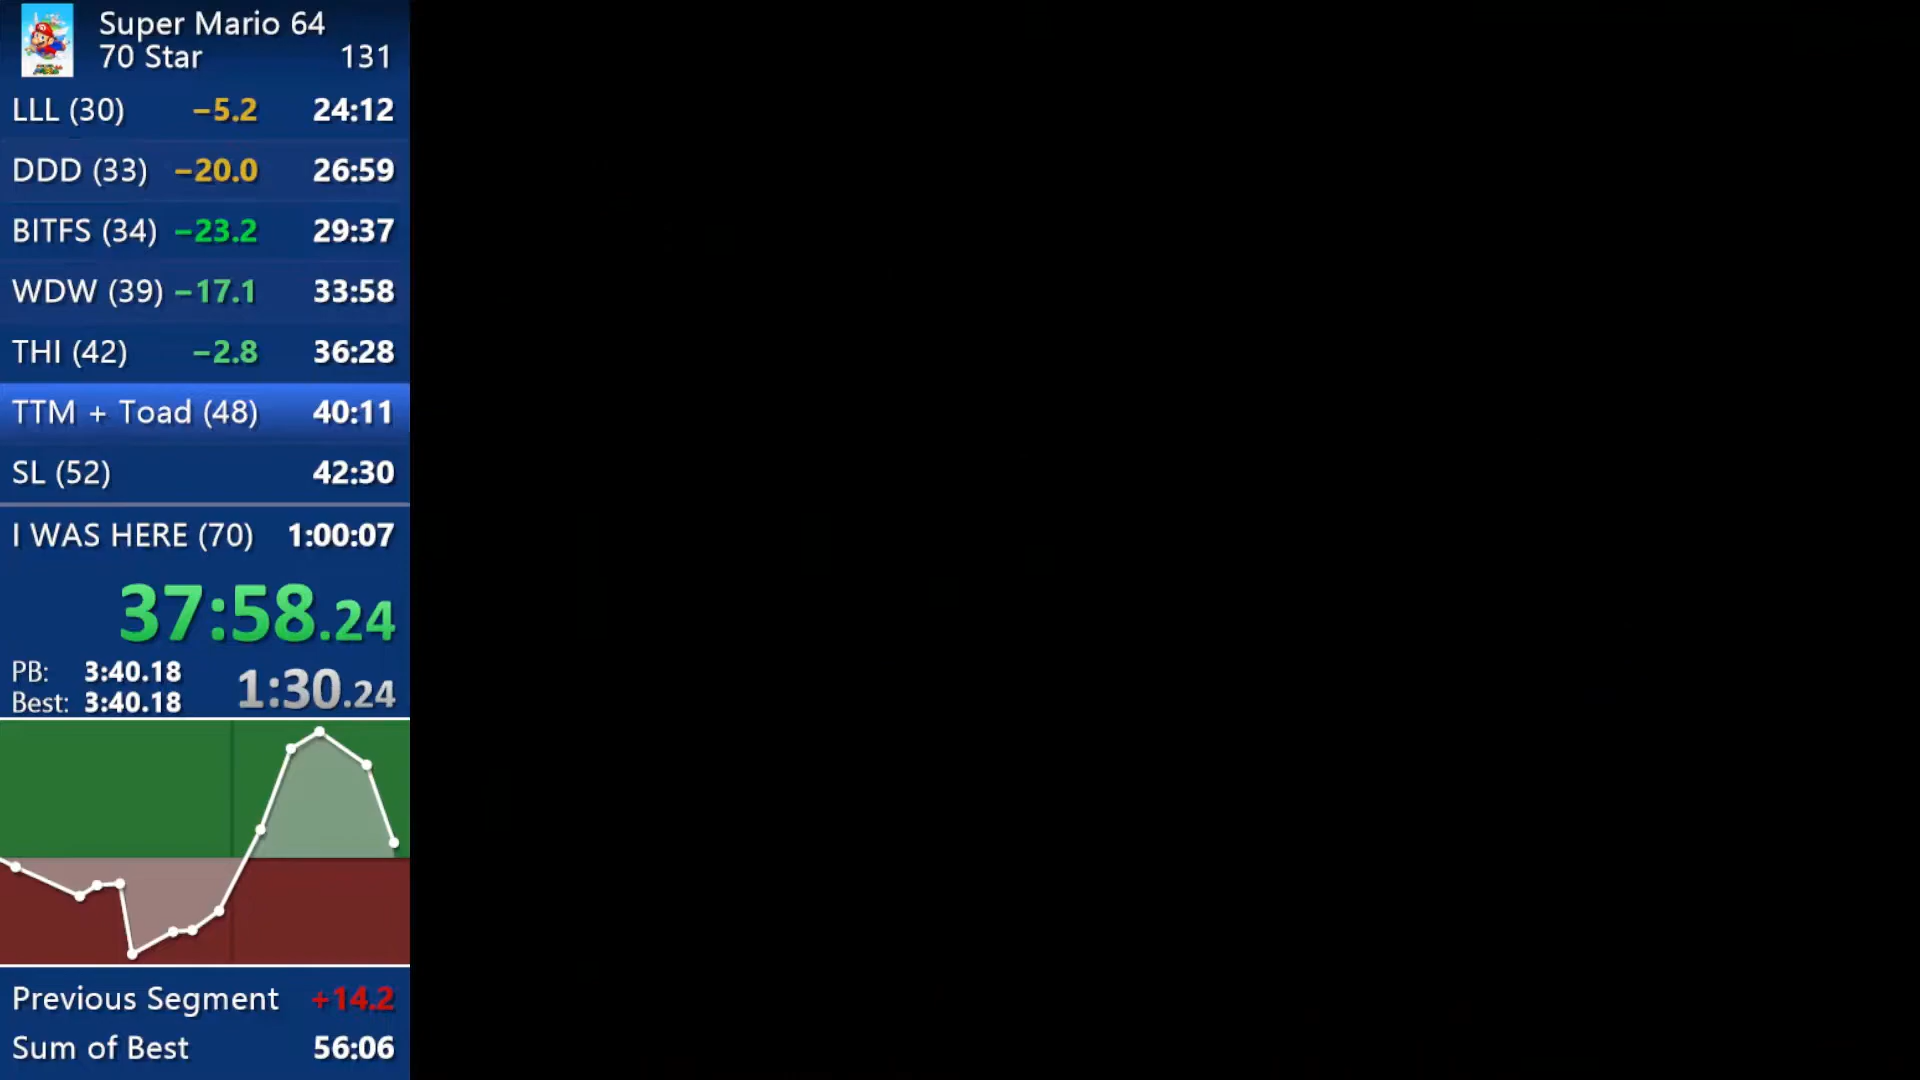 Super Mario 64
70 Star 131
LLL (30) −5.2 24:12
DDD (33) −20.0 26:59
BITFS (34) −23.2 29:37
WDW (39) −17.1 33:58
THI (42) −2.8 36:28
TTM + Toad (48) 40:11
SL (52) 42:30
I WAS HERE (70) 1:00:07
37:58.24
PB: 3:40.18
Best: 3:40.18
1:30.24
Previous Segment +14.2
Sum of Best 56:06